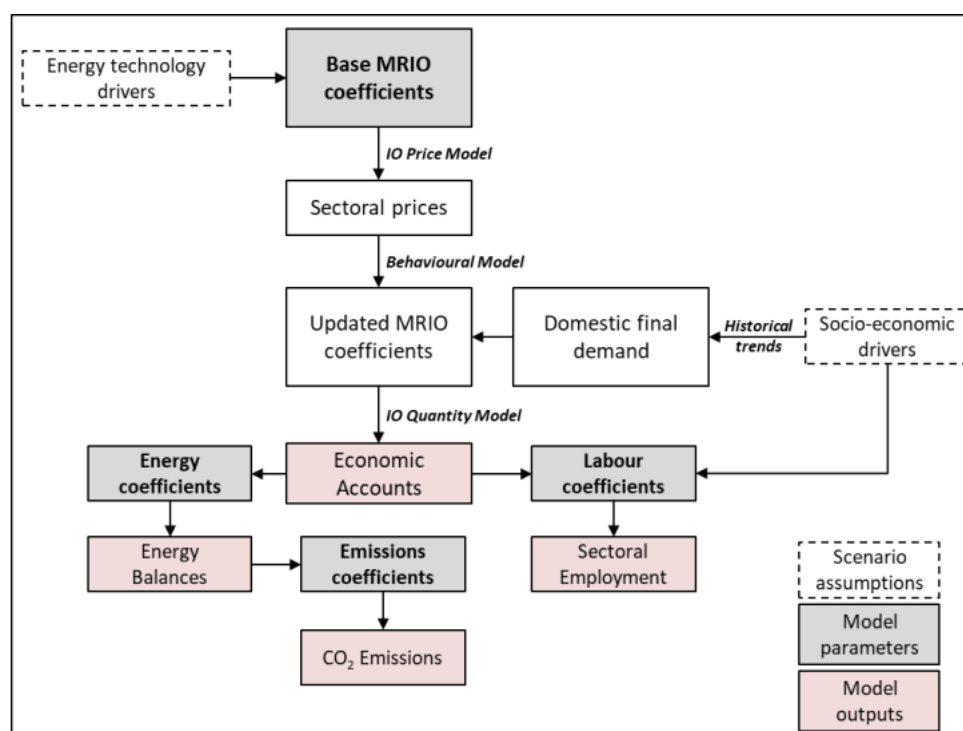 Energy technology
drivers
Base MRIO
coefficients
IO Price Model
Sectoral prices
Behavioural Model
Updated MRIO
coefficients
Domestic final
demand
Historical
trends
Socio-economic
drivers
IO Quantity Model
Energy
coefficients
Economic
Accounts
Labour
coefficients
Energy
Balances
Emissions
coefficients
Sectoral
Employment
CO₂ Emissions
Scenario
assumptions
Model
parameters
Model
outputs